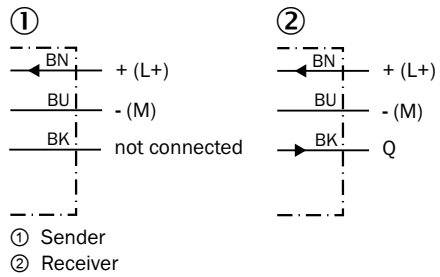 ① ②
BN + (L+) BN + (L+)
BU - (M) BU - (M)
BK not connected BK Q
① Sender
② Receiver